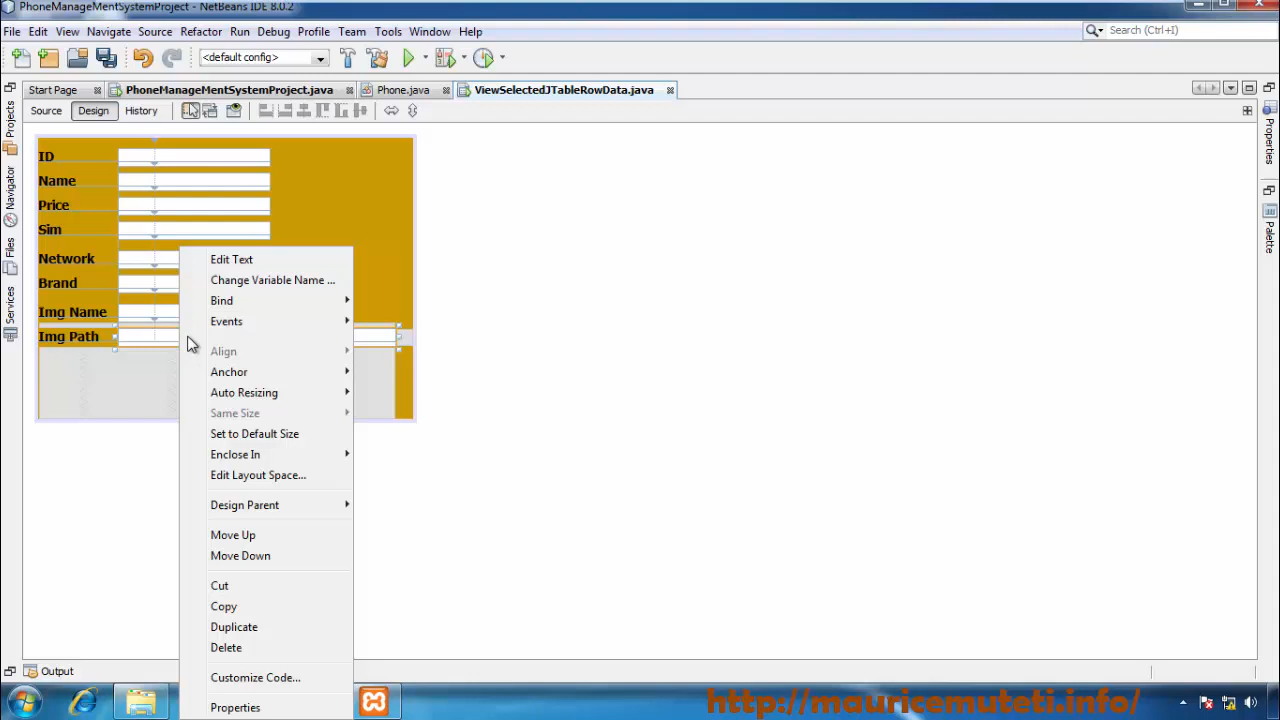 PhoneManageMentSystemProject - NetBeans IDE 8.0.2
File Edit View Navigate Source Refactor Run Debug Profile Team Tools Window Help
Search (Ctrl+I)
<default config>
Start Page PhoneManageMentSystemProject.java Phone.java ViewSelectedJTableRowData.java
Source Design History
Projects
Navigator
Files
Services
Properties
Palette
ID
Name
Price
Sim
Network
Brand
Img Name
Img Path
Edit Text
Change Variable Name ...
Bind
Events
Align
Anchor
Auto Resizing
Same Size
Set to Default Size
Enclose In
Edit Layout Space...
Design Parent
Move Up
Move Down
Cut
Copy
Duplicate
Delete
Customize Code...
Properties
Output
http://mauricemuteti.info/